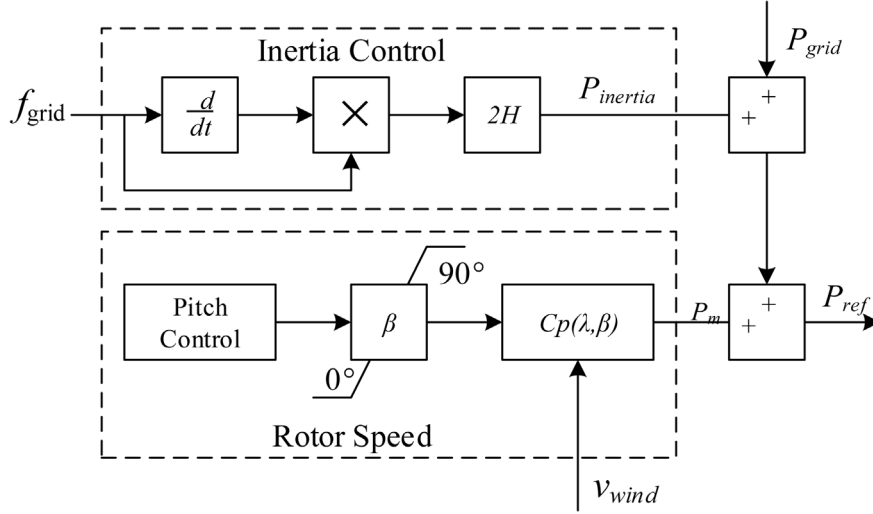 Inertia Control
P_grid
f_grid
d
dt
×
2H
P_inertia
+
+
Pitch
Control
90°
β
0°
Cp(λ,β)
P_m
+
+
P_ref
Rotor Speed
v_wind